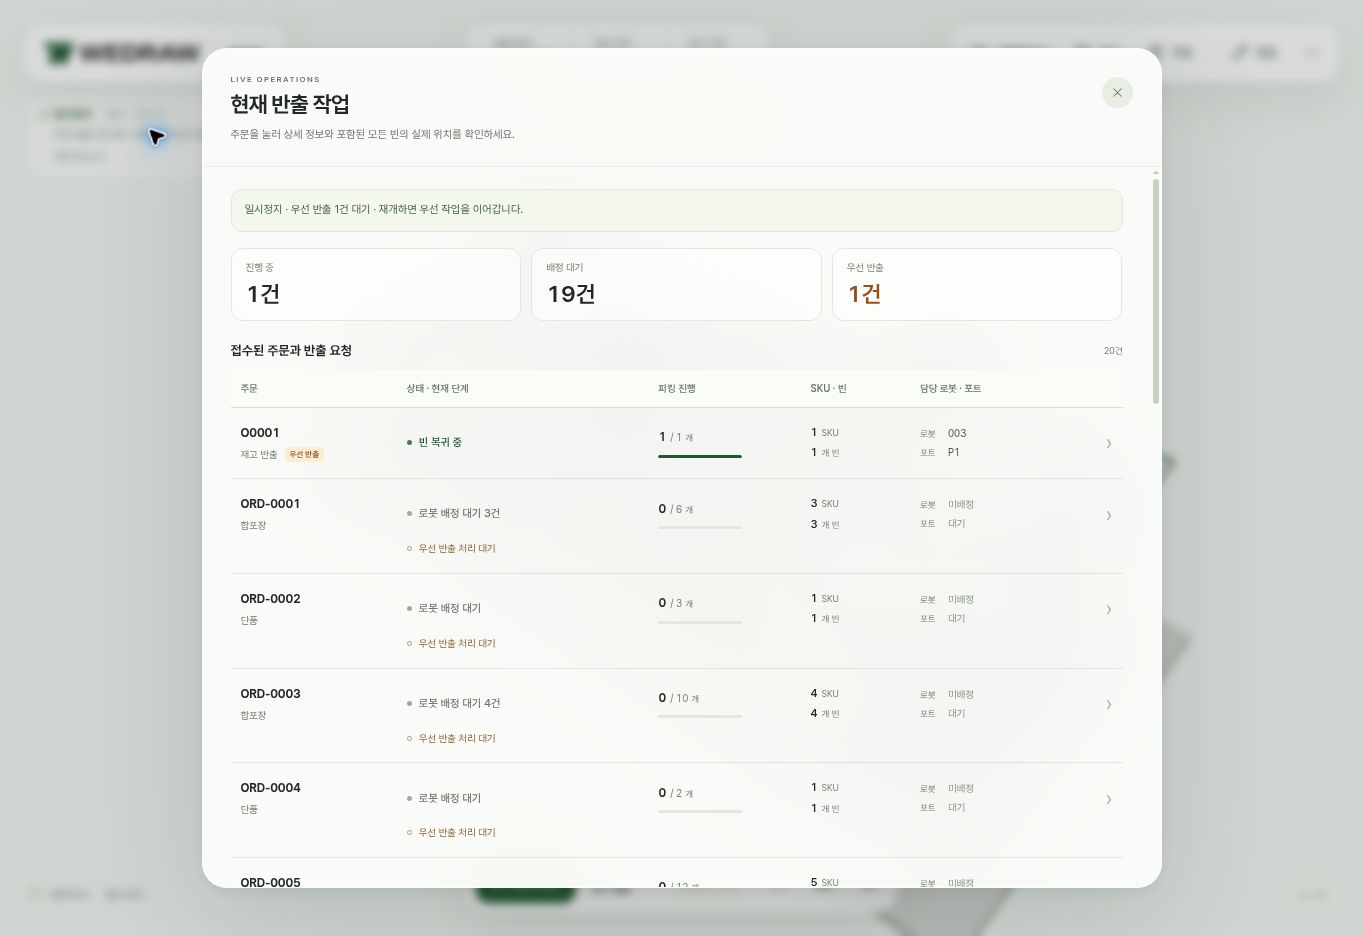 WEDRAW
LIVE OPERATIONS
현재 반출 작업
주문을 눌러 상세 정보와 포함된 모든 빈의 실제 위치를 확인하세요.
일시정지 · 우선 반출 1건 대기 · 재개하면 우선 작업을 이어갑니다.
진행 중
1건
배정 대기
19건
우선 반출
1건
접수된 주문과 반출 요청
20건
주문 상태 · 현재 단계 피킹 진행 SKU · 빈 담당 로봇 · 포트
O0001
재고 반출 우선 반출
빈 복귀 중
1 / 1 개
1 SKU
1 개 빈
로봇 003
포트 P1
ORD-0001
합포장
로봇 배정 대기 3건
우선 반출 처리 대기
0 / 6 개
3 SKU
3 개 빈
로봇 미배정
포트 대기
ORD-0002
단품
로봇 배정 대기
우선 반출 처리 대기
0 / 3 개
1 SKU
1 개 빈
로봇 미배정
포트 대기
ORD-0003
합포장
로봇 배정 대기 4건
우선 반출 처리 대기
0 / 10 개
4 SKU
4 개 빈
로봇 미배정
포트 대기
ORD-0004
단품
로봇 배정 대기
우선 반출 처리 대기
0 / 2 개
1 SKU
1 개 빈
로봇 미배정
포트 대기
ORD-0005
5 SKU
로봇 미배정